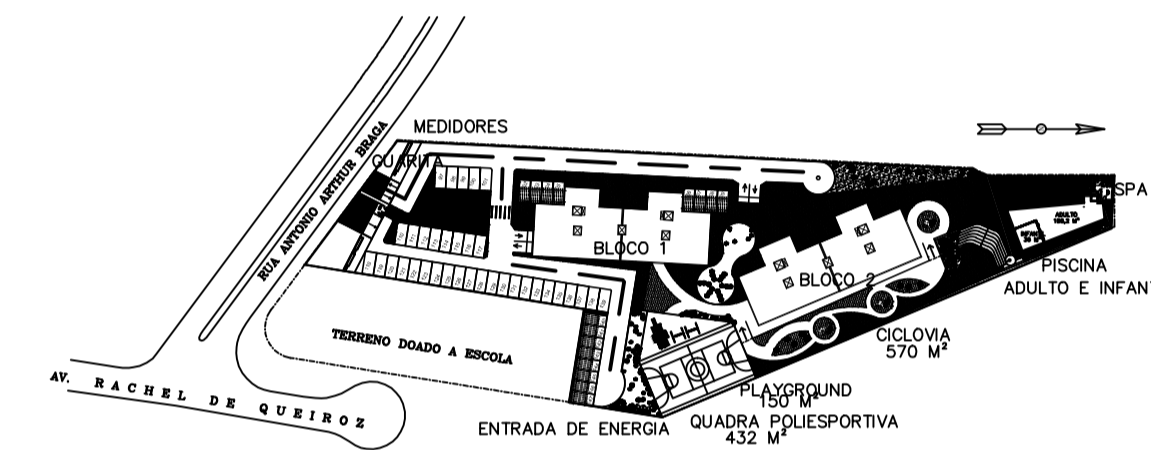 MEDIDORES
GUARITA
RUA ANTONIO ARTHUR BRAGA
SPA
ADULTO
BLOCO 1
BLOCO 2
PISCINA
ADULTO E INFANT
CICLOVIA
570 M²
TERRENO DOADO A ESCOLA
AV. RACHEL DE QUEIROZ
PLAYGROUND
150 M²
QUADRA POLIESPORTIVA
432 M²
ENTRADA DE ENERGIA